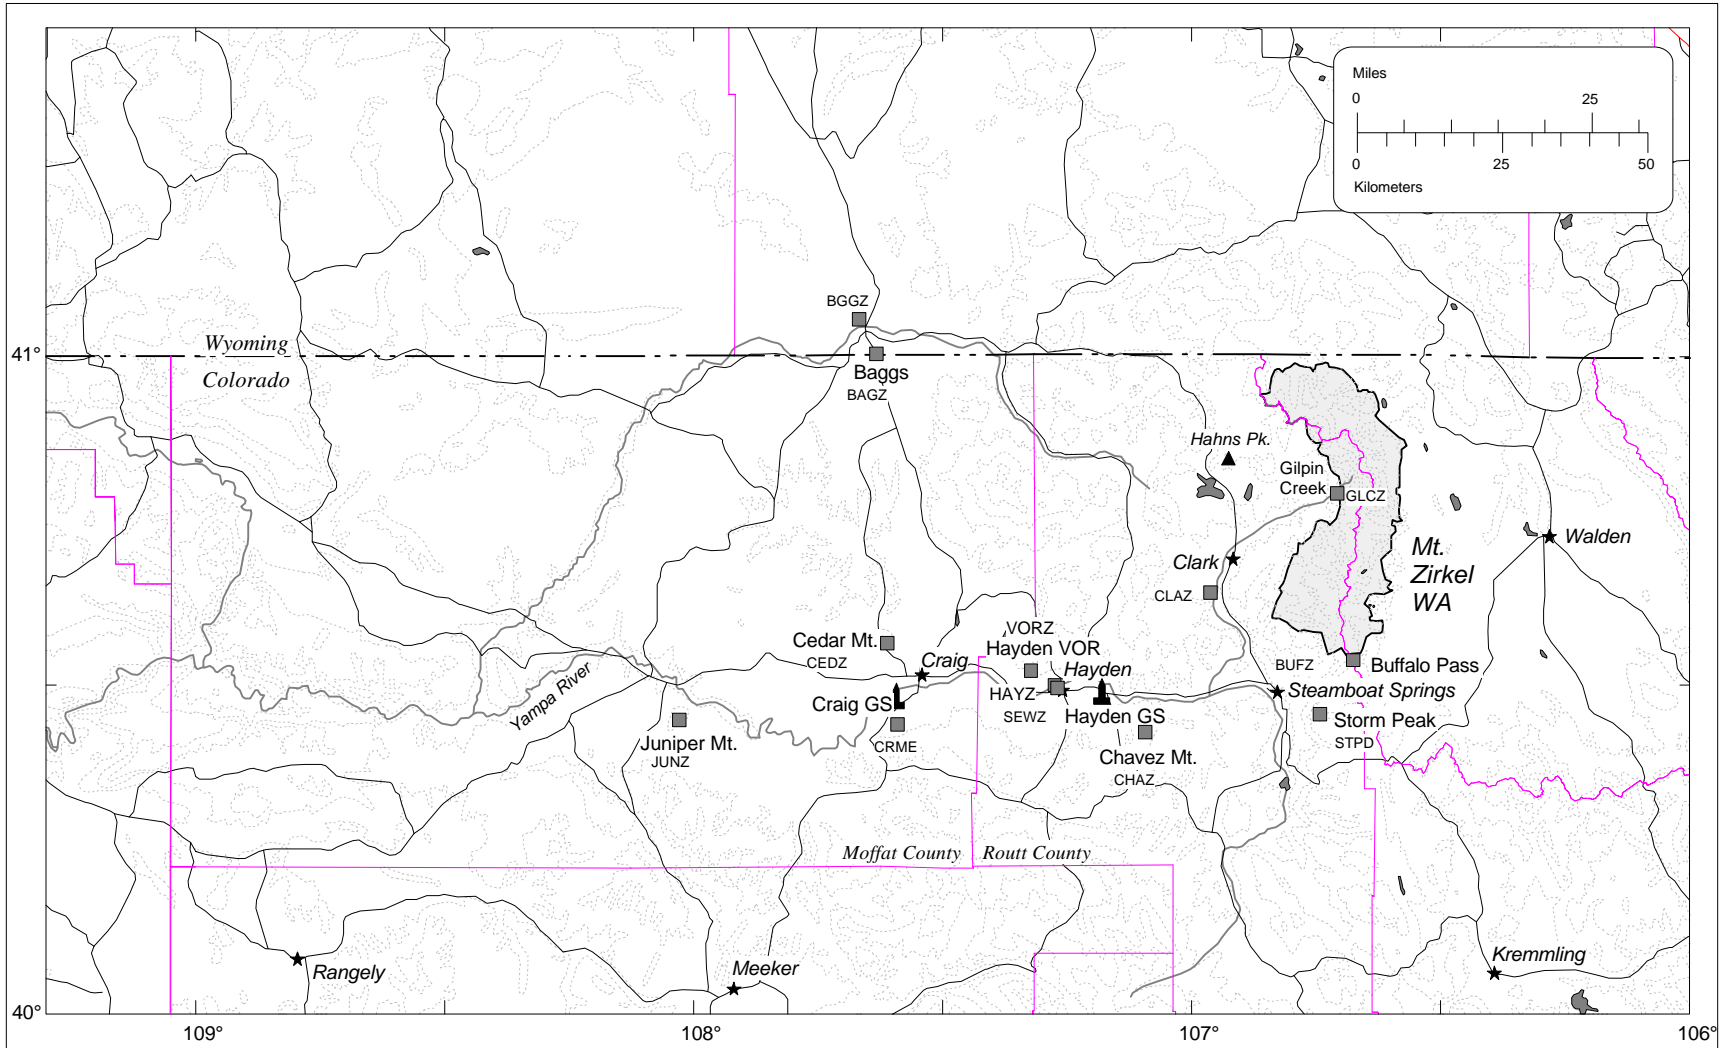 Miles
0 25
0 25 50
Kilometers
BGGZ
Wyoming
41°
Colorado
Baggs
BAGZ
Hahns Pk.
Gilpin
Creek
GLCZ
Walden
Mt.
Zirkel
WA
Clark
CLAZ
VORZ
Cedar Mt.
Hayden VOR
CEDZ
Craig
Hayden
BUFZ
Buffalo Pass
Yampa River
HAYZ
Steamboat Springs
Craig GS
SEWZ
Hayden GS
Storm Peak
STPD
Juniper Mt.
JUNZ
CRME
Chavez Mt.
CHAZ
Moffat County
Routt County
Rangely
Meeker
Kremmling
40°
109° 108° 107° 106°